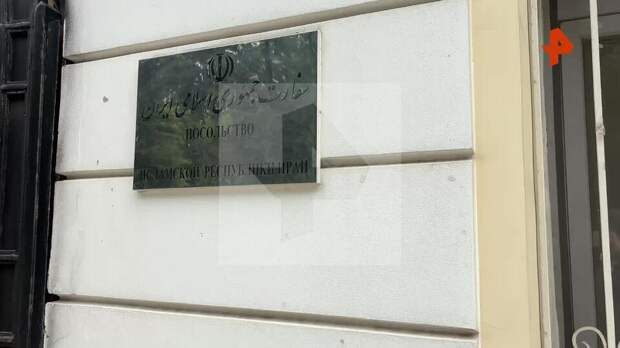 سفارت جمهوری اسلامی ایران
ПОСОЛЬСТВО
ИСЛАМСКОЙ РЕСПУБЛИКИ ИРАН